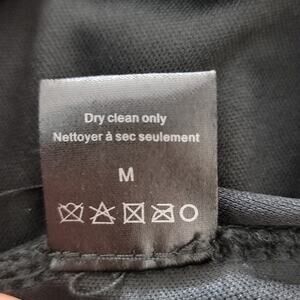 Dry clean only
Nettoyer à sec seulement
M